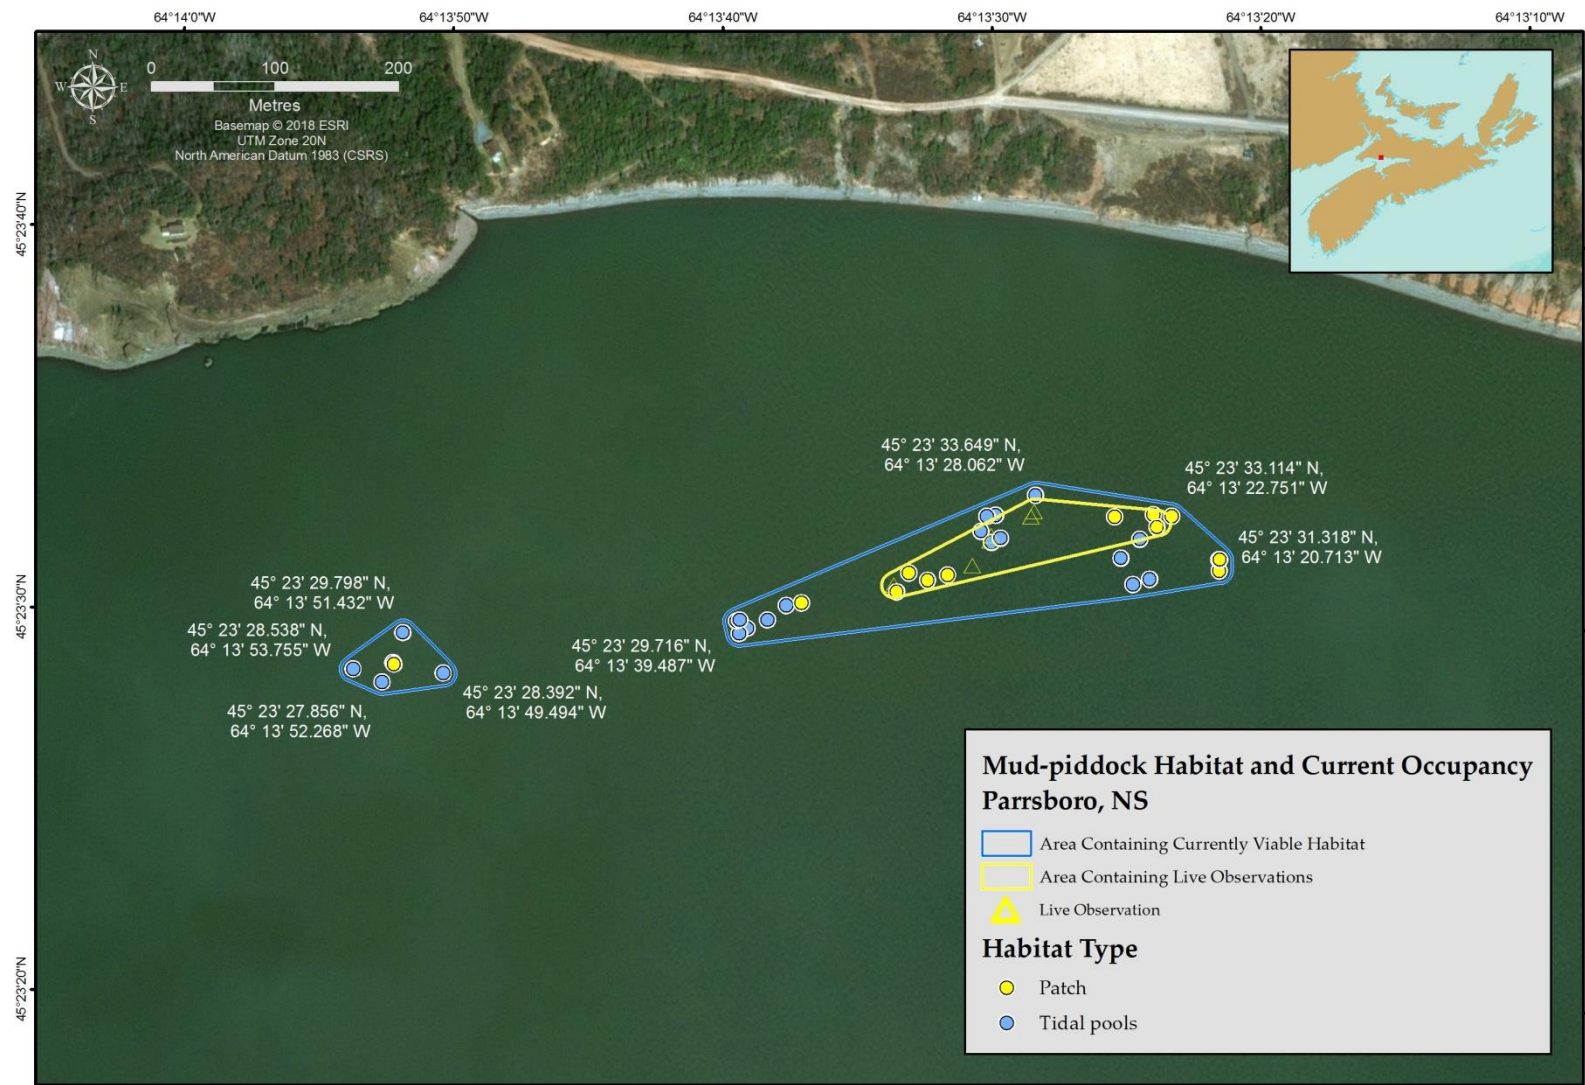 64°14'0"W 64°13'50"W 64°13'40"W 64°13'30"W 64°13'20"W 64°13'10"W
N
W E
S
0 100 200
Metres
Basemap © 2018 ESRI
UTM Zone 20N
North American Datum 1983 (CSRS)
45°23'40"N
45°23'30"N
45°23'20"N
45° 23' 33.649" N,
64° 13' 28.062" W
45° 23' 33.114" N,
64° 13' 22.751" W
45° 23' 31.318" N,
64° 13' 20.713" W
45° 23' 29.798" N,
64° 13' 51.432" W
45° 23' 28.538" N,
64° 13' 53.755" W
45° 23' 29.716" N,
64° 13' 39.487" W
45° 23' 28.392" N,
64° 13' 49.494" W
45° 23' 27.856" N,
64° 13' 52.268" W
Mud-piddock Habitat and Current Occupancy
Parrsboro, NS
Area Containing Currently Viable Habitat
Area Containing Live Observations
Live Observation
Habitat Type
Patch
Tidal pools